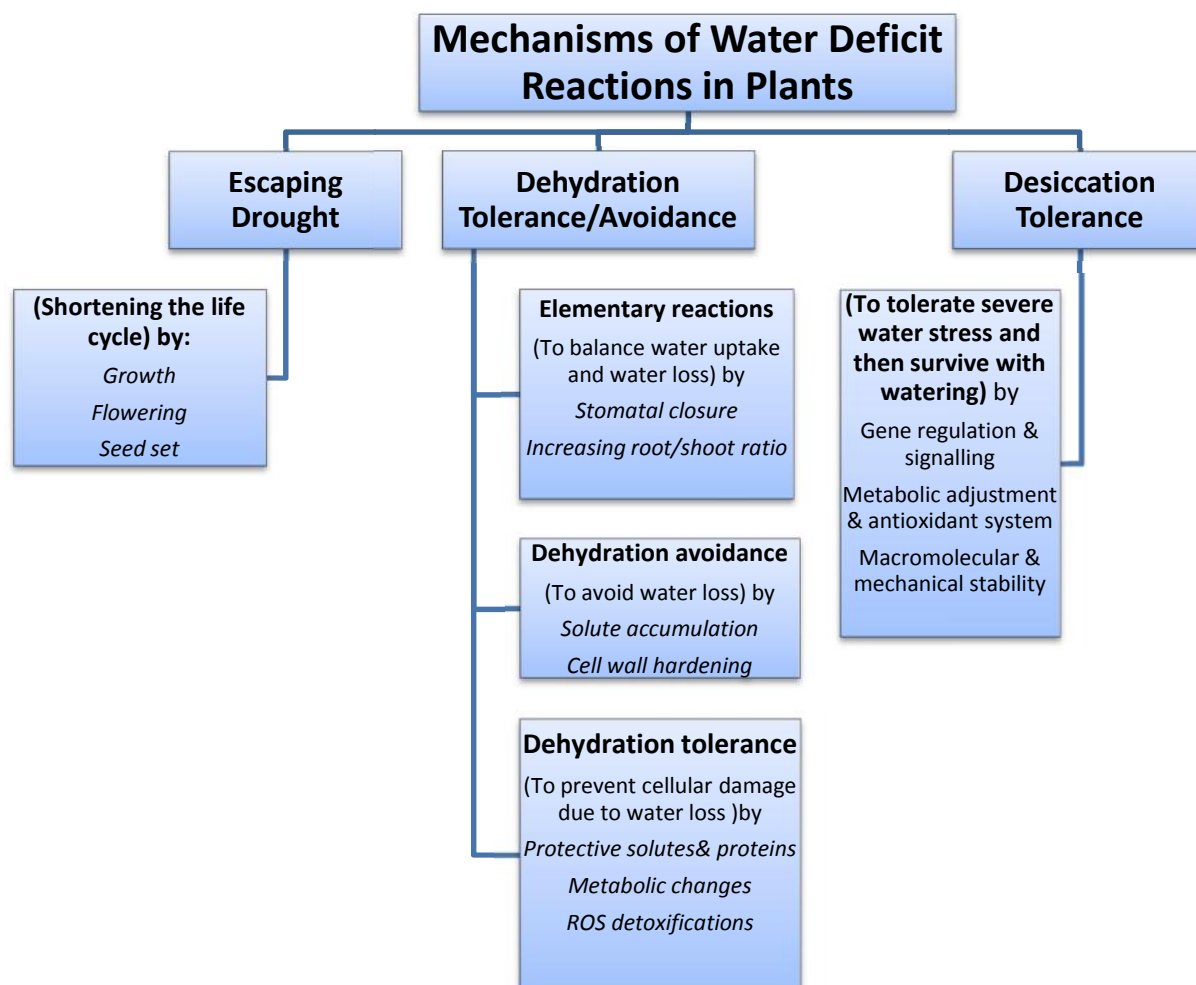 Mechanisms of Water Deficit
Reactions in Plants
Escaping
Drought
Dehydration
Tolerance/Avoidance
Desiccation
Tolerance
(Shortening the life
cycle) by:
Growth
Flowering
Seed set
Elementary reactions
(To balance water uptake
and water loss) by
Stomatal closure
Increasing root/shoot ratio
Dehydration avoidance
(To avoid water loss) by
Solute accumulation
Cell wall hardening
Dehydration tolerance
(To prevent cellular damage
due to water loss )by
Protective solutes& proteins
Metabolic changes
ROS detoxifications
(To tolerate severe
water stress and
then survive with
watering) by
Gene regulation &
signalling
Metabolic adjustment
& antioxidant system
Macromolecular &
mechanical stability